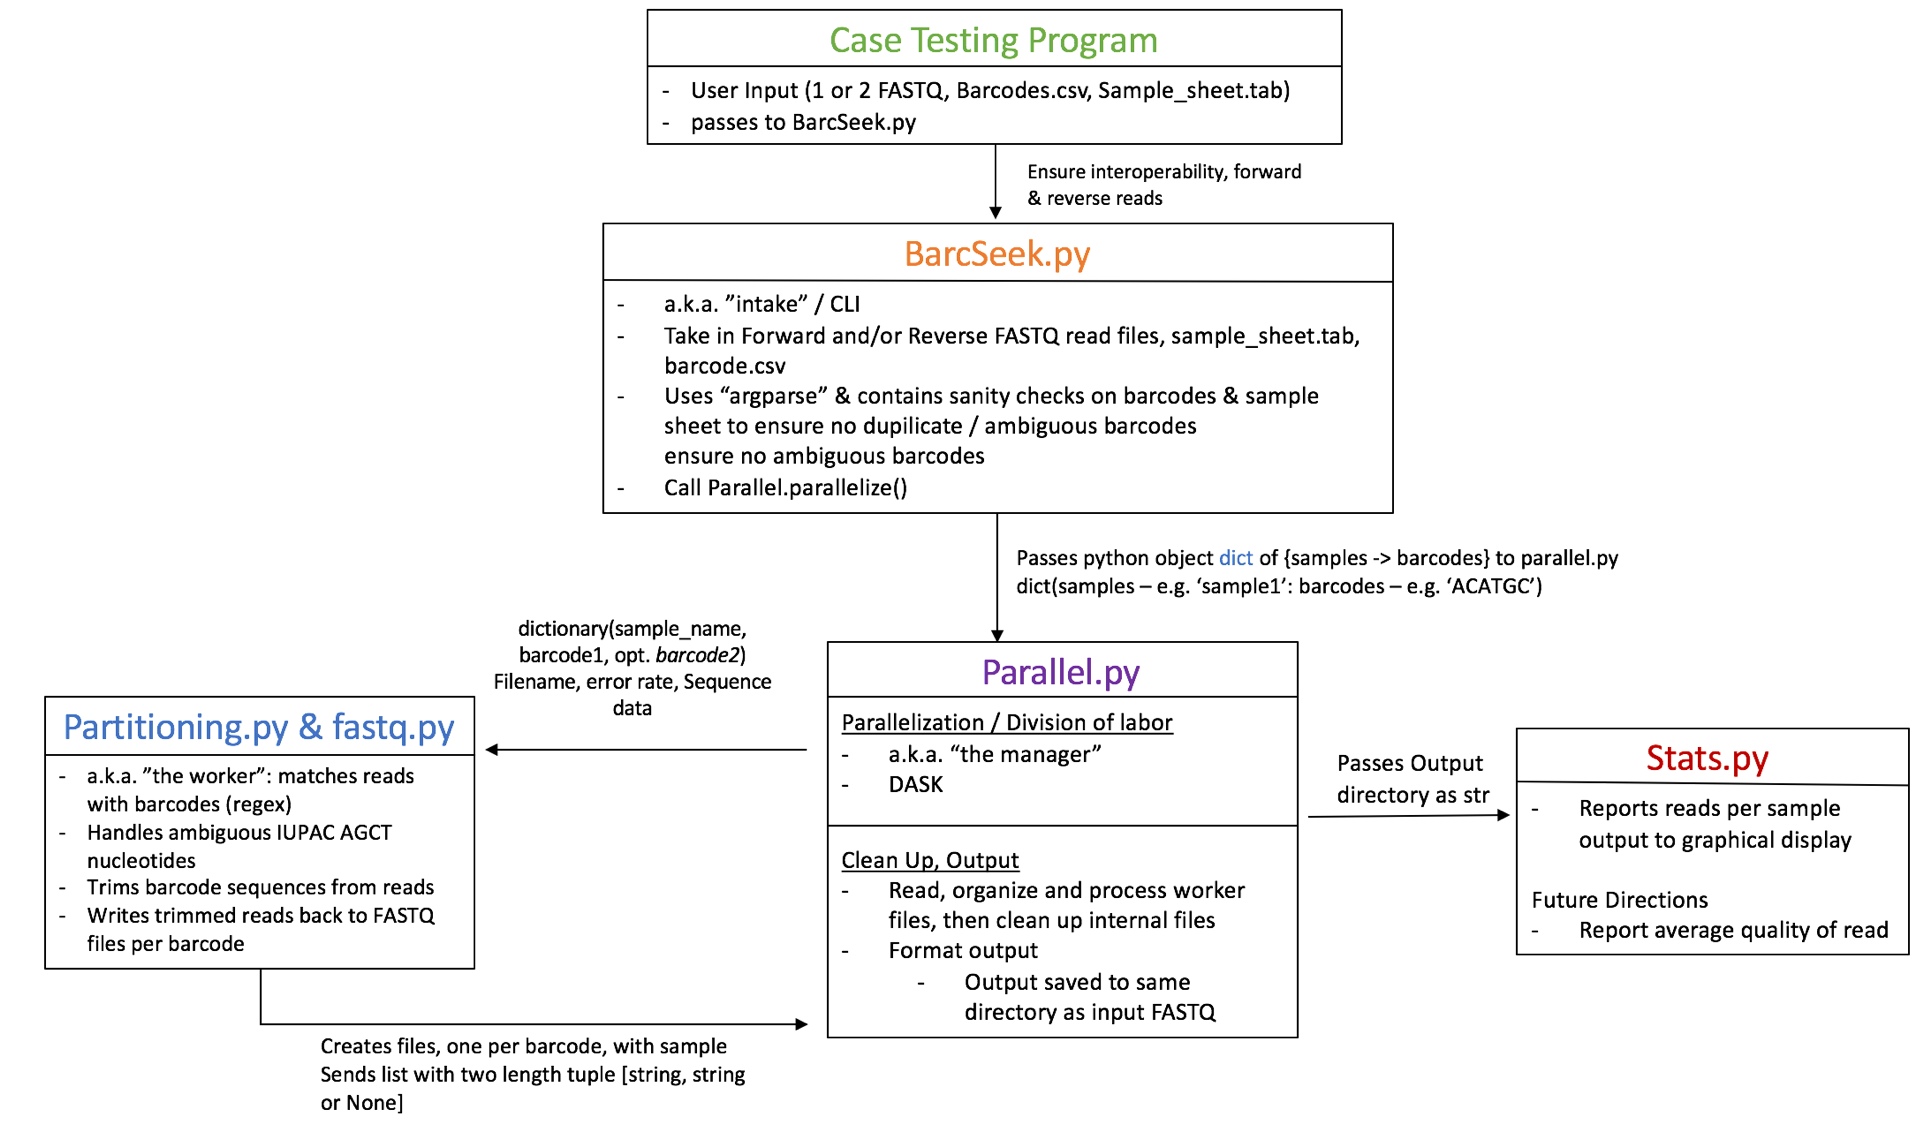 Case Testing Program
- User Input (1 or 2 FASTQ, Barcodes.csv, Sample_sheet.tab)
- passes to BarcSeek.py
Ensure interoperability, forward
& reverse reads
BarcSeek.py
- a.k.a. ”intake” / CLI
- Take in Forward and/or Reverse FASTQ read files, sample_sheet.tab,
barcode.csv
- Uses “argparse” & contains sanity checks on barcodes & sample
sheet to ensure no dupilicate / ambiguous barcodes
ensure no ambiguous barcodes
- Call Parallel.parallelize()
Passes python object dict of {samples -> barcodes} to parallel.py
dict(samples – e.g. ‘sample1’: barcodes – e.g. ‘ACATGC’)
dictionary(sample_name,
barcode1, opt. barcode2)
Filename, error rate, Sequence
data
Partitioning.py & fastq.py
- a.k.a. ”the worker”: matches reads
with barcodes (regex)
- Handles ambiguous IUPAC AGCT
nucleotides
- Trims barcode sequences from reads
- Writes trimmed reads back to FASTQ
files per barcode
Creates files, one per barcode, with sample
Sends list with two length tuple [string, string
or None]
Parallel.py
Parallelization / Division of labor
- a.k.a. “the manager”
- DASK
Clean Up, Output
- Read, organize and process worker
files, then clean up internal files
- Format output
- Output saved to same
directory as input FASTQ
Passes Output
directory as str
Stats.py
- Reports reads per sample
output to graphical display
Future Directions
- Report average quality of read